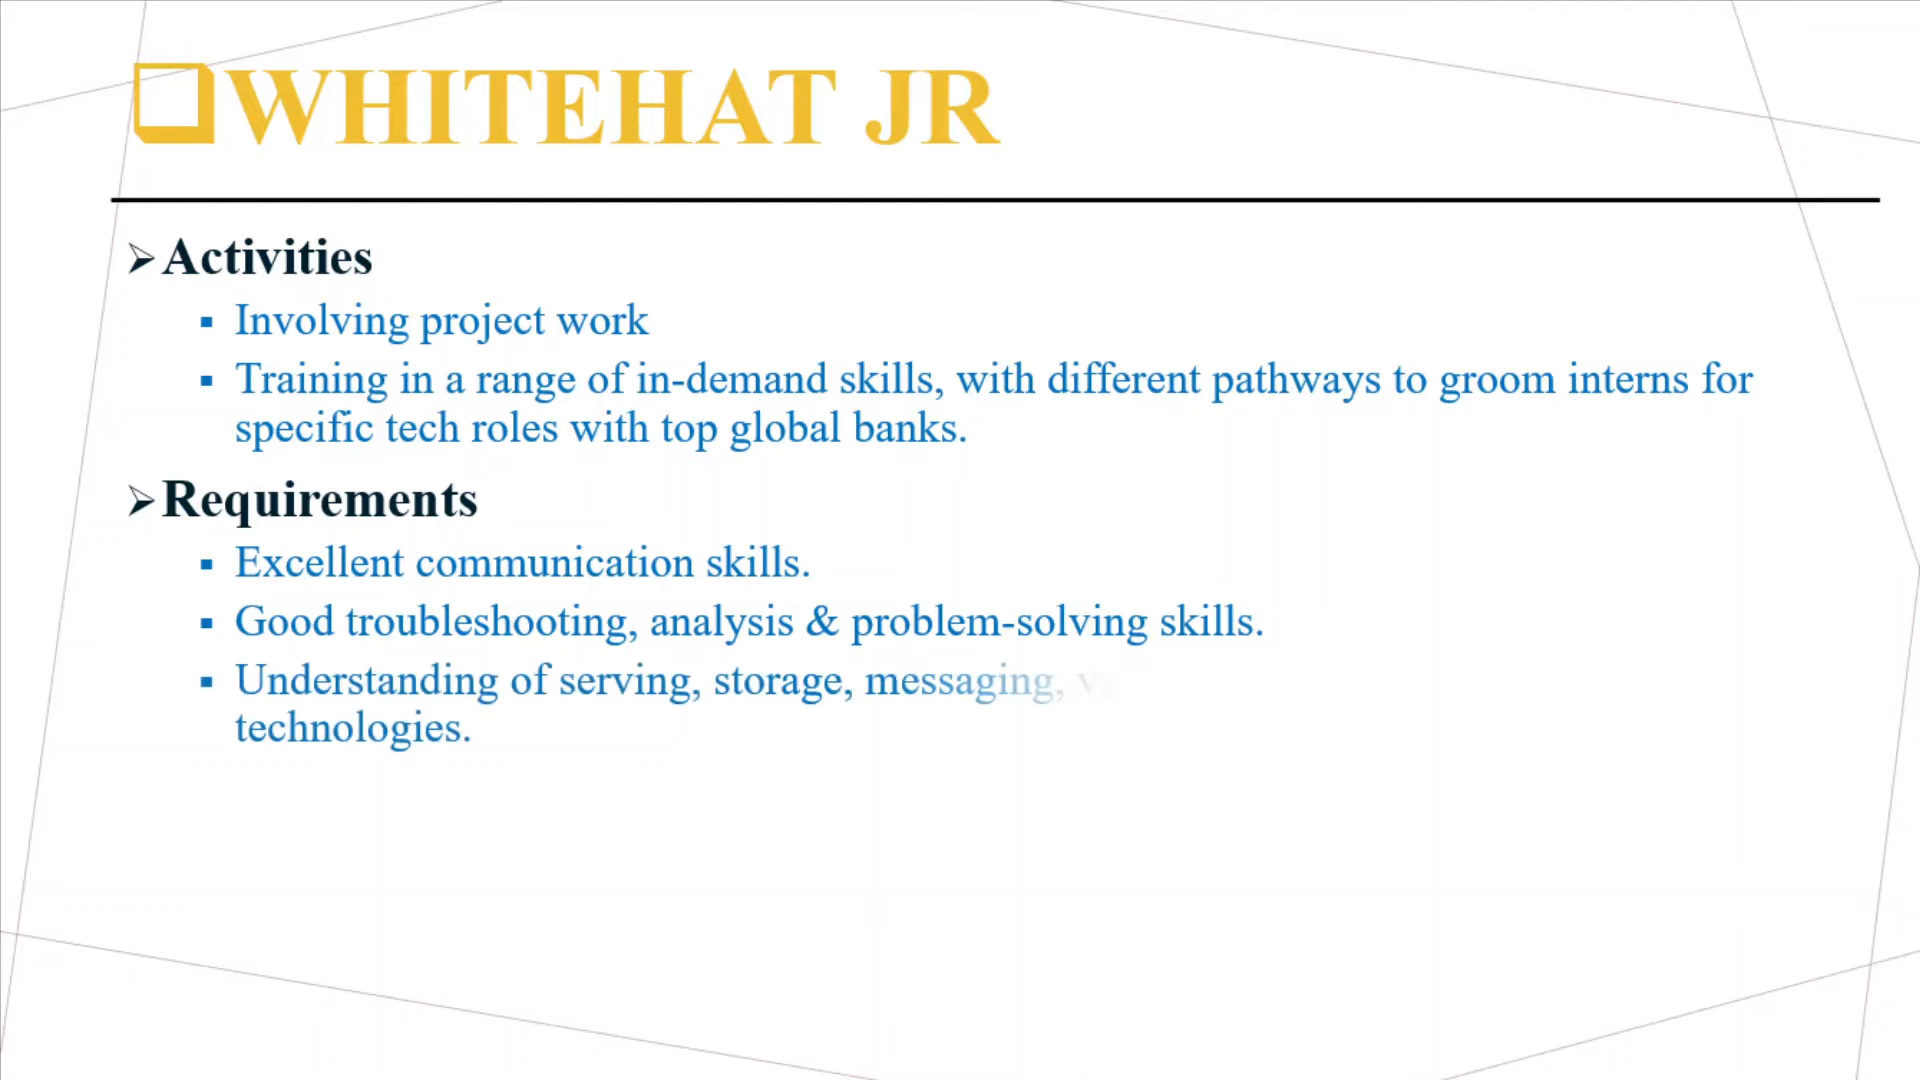 WHITEHAT JR
Activities
Involving project work
Training in a range of in-demand skills, with different pathways to groom interns for
specific tech roles with top global banks.
Requirements
Excellent communication skills.
Good troubleshooting, analysis & problem-solving skills.
Understanding of serving, storage, messaging,
technologies.